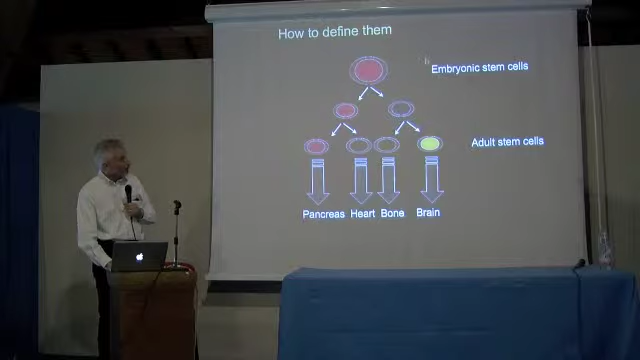 How to define them
Embryonic stem cells
Adult stem cells
Pancreas Heart Bone Brain